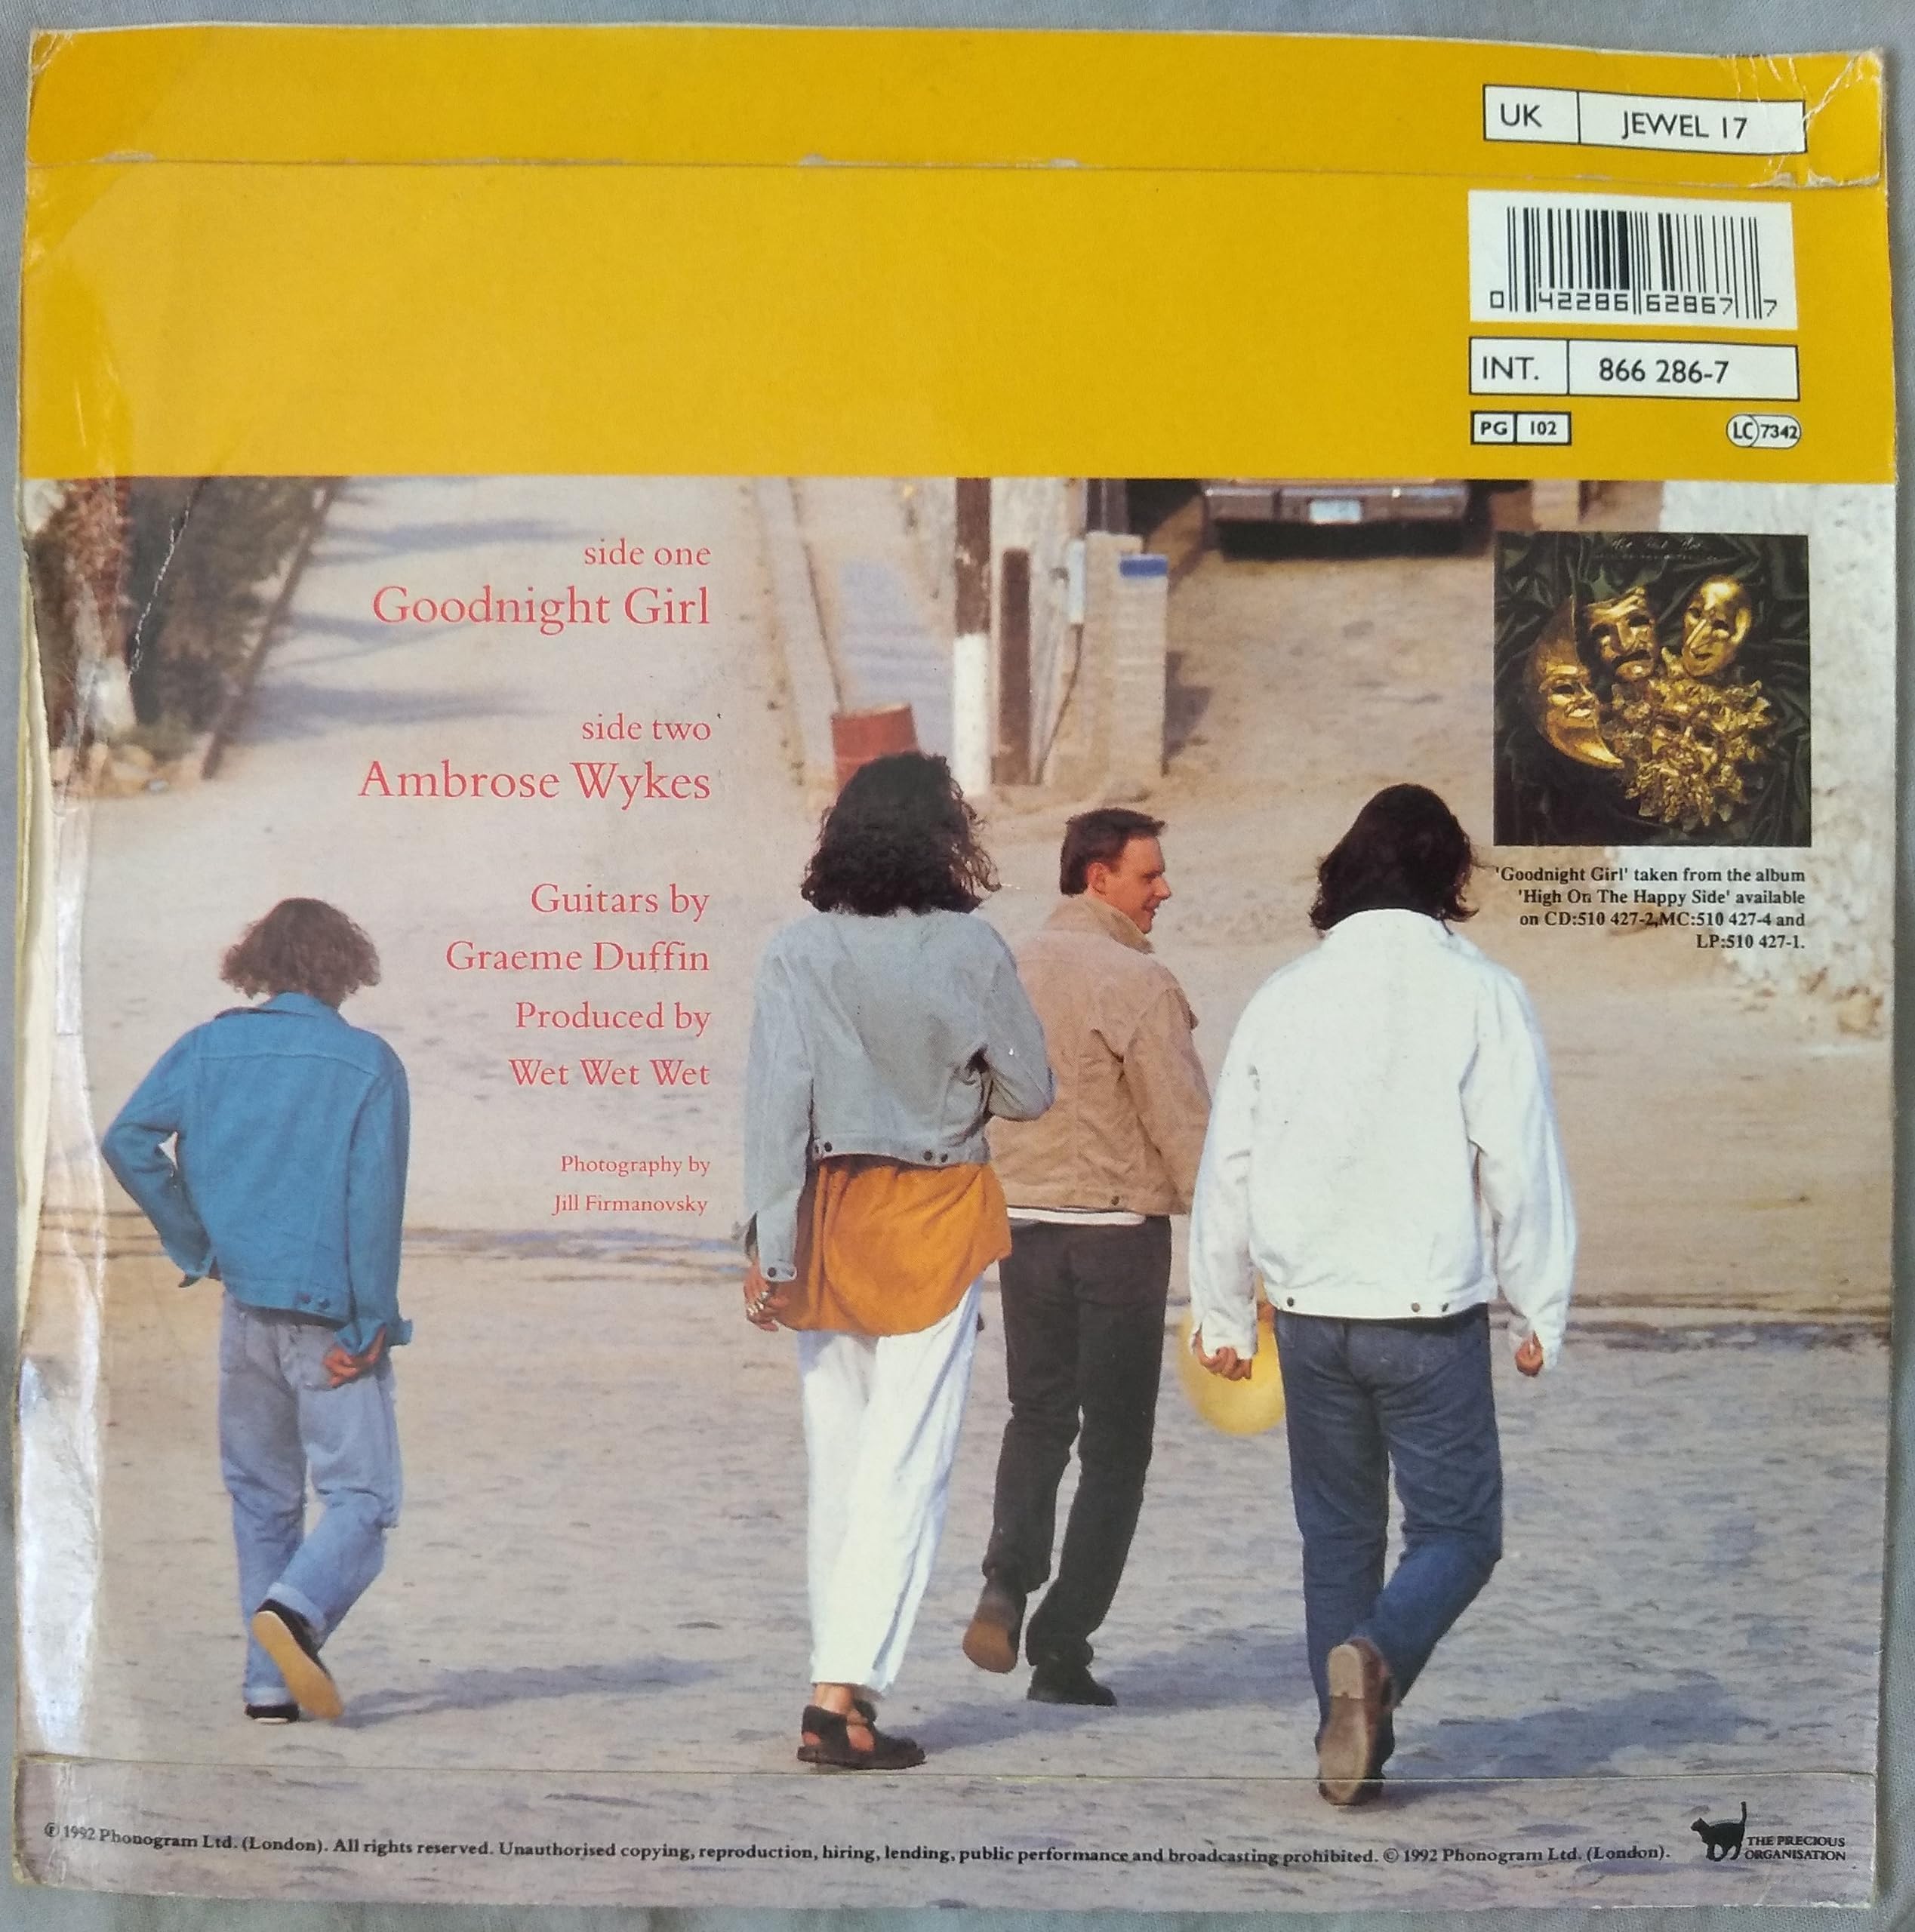 UK JEWEL 17
0 42286 62867 7
INT. 866 286-7
PG 102 LC 7342
side one
Goodnight Girl
side two
Ambrose Wykes
Guitars by
Graeme Duffin
Produced by
Wet Wet Wet
Photography by
Jill Firmanovsky
'Goodnight Girl' taken from the album
'High On The Happy Side' available
on CD:510 427-2,MC:510 427-4 and
LP:510 427-1.
℗ 1992 Phonogram Ltd. (London). All rights reserved. Unauthorised copying, reproduction, hiring, lending, public performance and broadcasting prohibited. © 1992 Phonogram Ltd. (London).
THE PRECIOUS
ORGANISATION